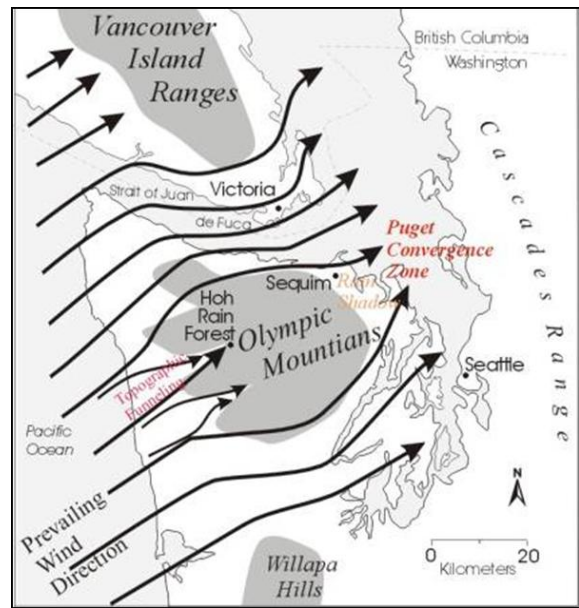 Vancouver
Island
Ranges
British Columbia
Washington
Cascades Range
Strait of Juan
de Fuca
Victoria
Puget
Convergence
Zone
Sequim
Rain
Shadow
Hoh
Rain
Forest
Olympic
Mountians
Topographic
Funneling
Seattle
Pacific
Ocean
Prevailing
Wind
Direction
N
Willapa
Hills
0 20
Kilometers